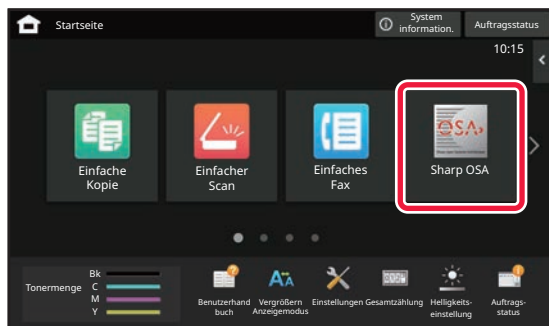 Startseite
System
information.
Auftragsstatus
10:15
Einfache
Kopie
Einfacher
Scan
Einfaches
Fax
OSA
Sharp OSA
Tonermenge
Bk
C
M
Y
Benutzerhand
buch
Vergrößern
Anzeigemodus
Einstellungen
Gesamtzählung
Helligkeits-
einstellung
Auftrags-
status